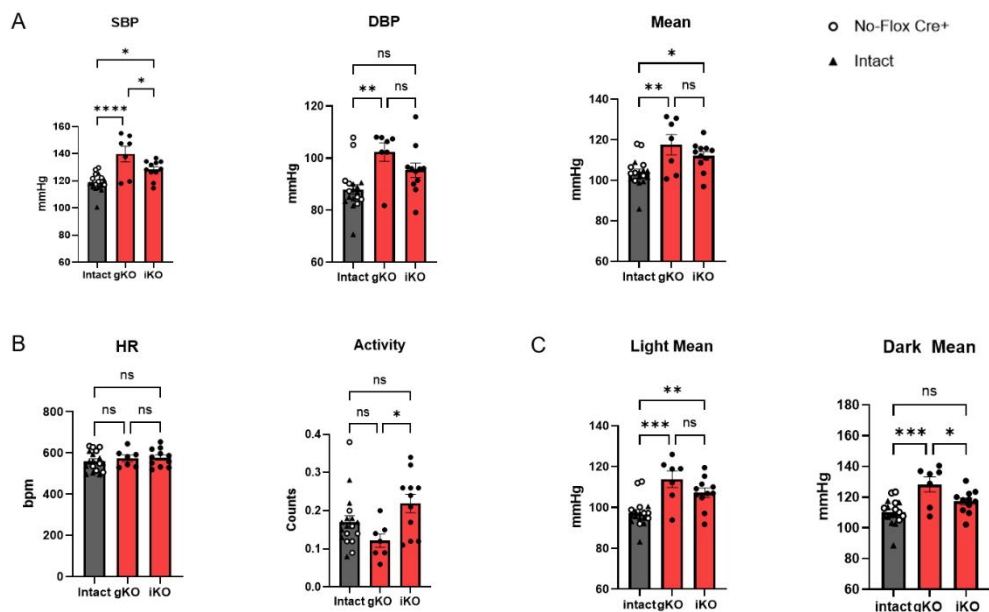 A
SBP
DBP
Mean
No-Flox Cre+
Intact
*
*
****
ns
**
ns
*
**
ns
mmHg
160
140
120
100
80
60
Intact gKO iKO
mmHg
120
100
80
60
Intact gKO iKO
mmHg
140
120
100
80
60
Intact gKO iKO
B
HR
Activity
C
Light Mean
Dark Mean
ns
ns
ns
bpm
800
600
400
200
0
Intact gKO iKO
ns
ns
*
Counts
0.4
0.3
0.2
0.1
0.0
Intact gKO iKO
**
***
ns
mmHg
140
120
100
80
60
intact gKO iKO
ns
***
*
mmHg
180
160
140
120
100
80
60
intact gKO iKO